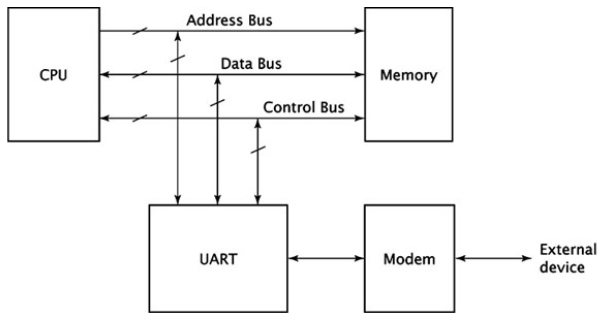 Address Bus
CPU
Data Bus
Memory
Control Bus
UART
Modem
External
device